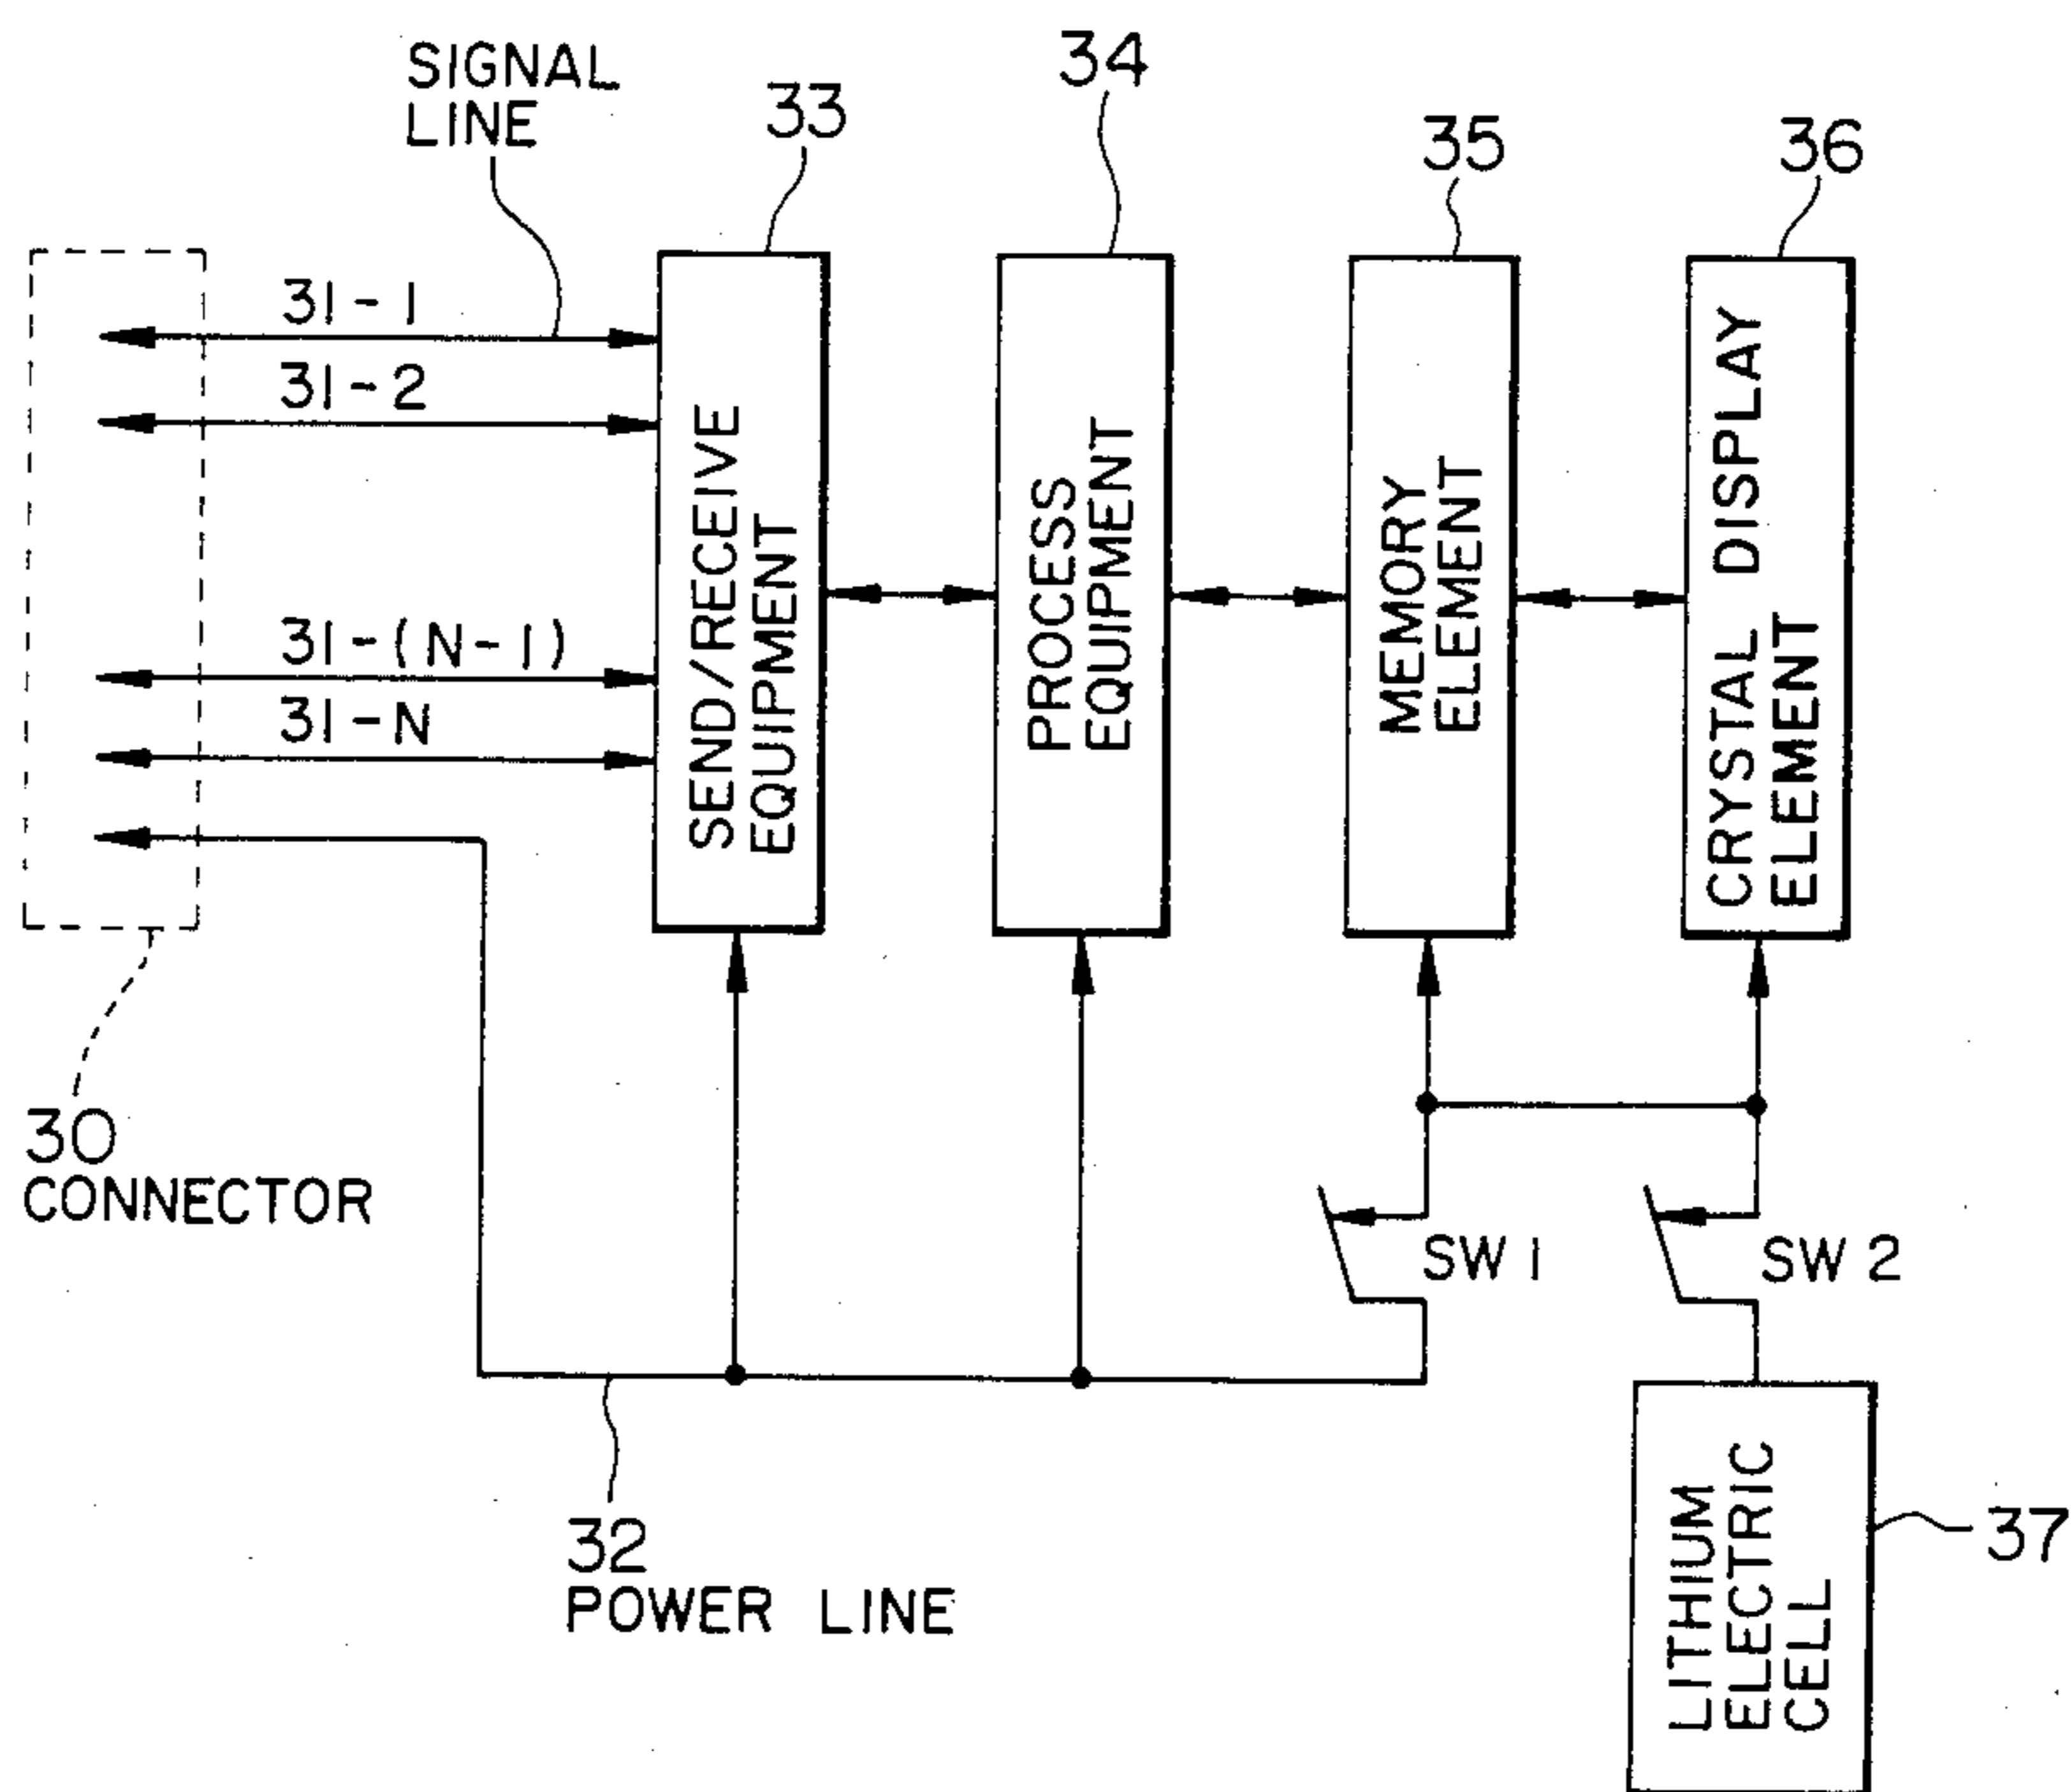 SIGNAL
LINE
33
34
35
36
31-1
31-2
31-(N-1)
31-N
SEND/RECEIVE
EQUIPMENT
PROCESS
EQUIPMENT
MEMORY
ELEMENT
CRYSTAL DISPLAY
ELEMENT
30
CONNECTOR
SW 1
SW 2
32
POWER LINE
LITHIUM
ELECTRIC
CELL
37